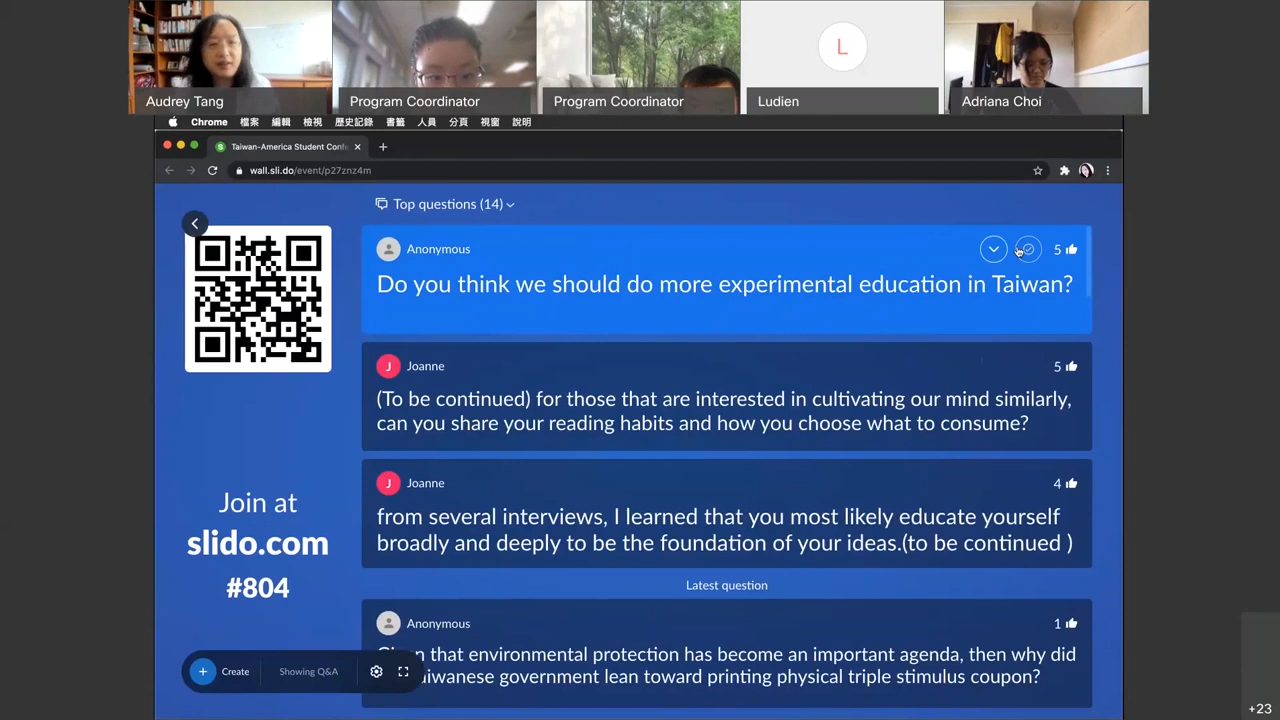 Audrey Tang
Program Coordinator
Program Coordinator
L
Ludien
Adriana Choi
Chrome 檔案 編輯 檢視 歷史記錄 書籤 人員 分頁 視窗 說明
S
Taiwan-America Student Conf
wall.sli.do/event/p27znz4m
Top questions (14)
Anonymous
5
Do you think we should do more experimental education in Taiwan?
J
Joanne
5
(To be continued) for those that are interested in cultivating our mind similarly,
can you share your reading habits and how you choose what to consume?
J
Joanne
4
from several interviews, I learned that you most likely educate yourself
broadly and deeply to be the foundation of your ideas.(to be continued )
Latest question
Anonymous
1
that environmental protection has become an important agenda, then why did
government lean toward printing physical triple stimulus coupon?
Join at
slido.com
#804
Create
Showing Q&A
+23